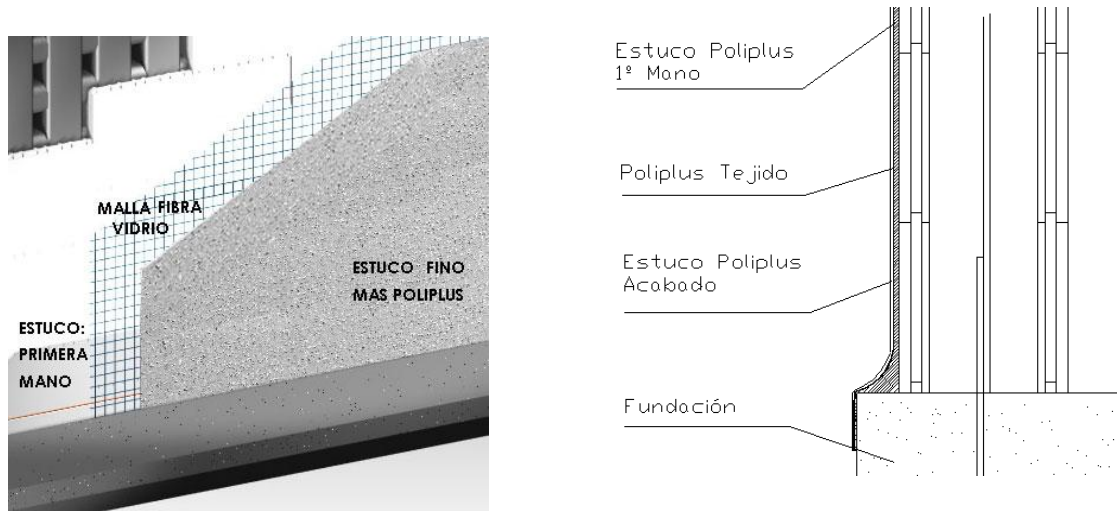 MALLA FIBRA
VIDRIO
ESTUCO FINO
MAS POLIPLUS
ESTUCO:
PRIMERA
MANO
Estuco Poliplus
1º Mano
Poliplus Tejido
Estuco Poliplus
Acabado
Fundación